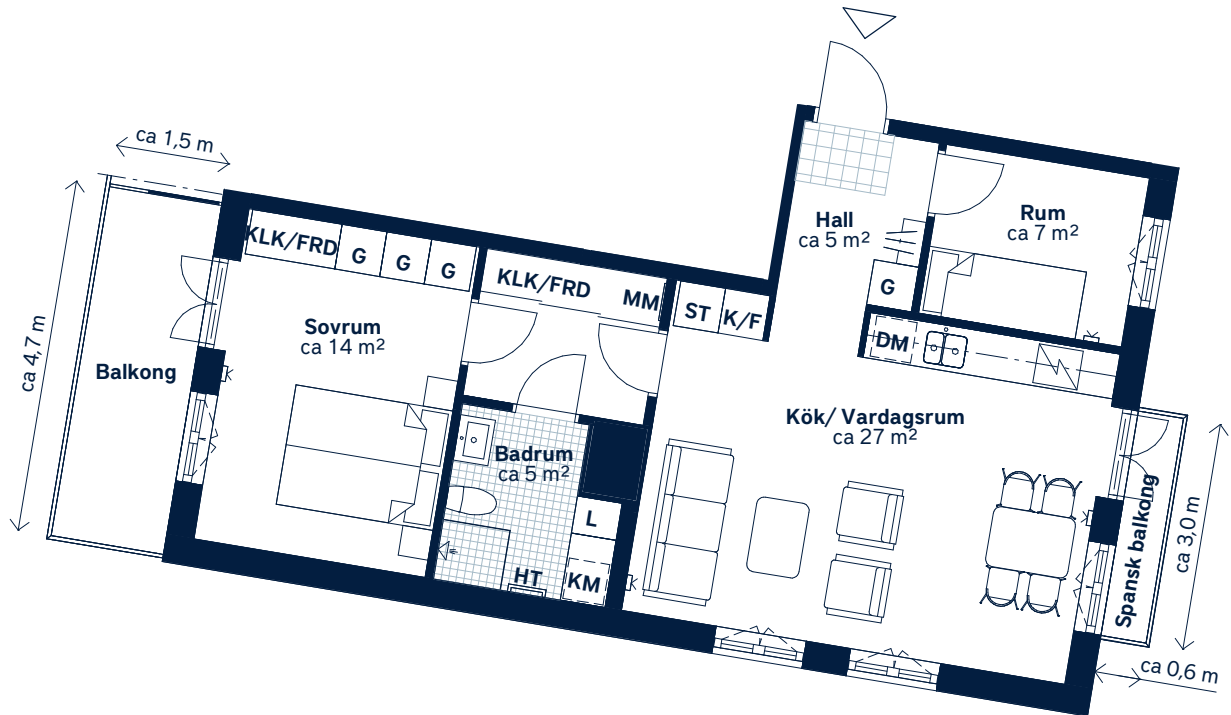 ca 1,5 m
ca 4,7 m
Balkong
KLK/FRD
G
G
G
Sovrum
ca 14 m²
KLK/FRD
MM
ST
K/F
Hall
ca 5 m²
G
Rum
ca 7 m²
DM
Kök/ Vardagsrum
ca 27 m²
Badrum
ca 5 m²
L
HT
KM
Spansk balkong
ca 3,0 m
ca 0,6 m